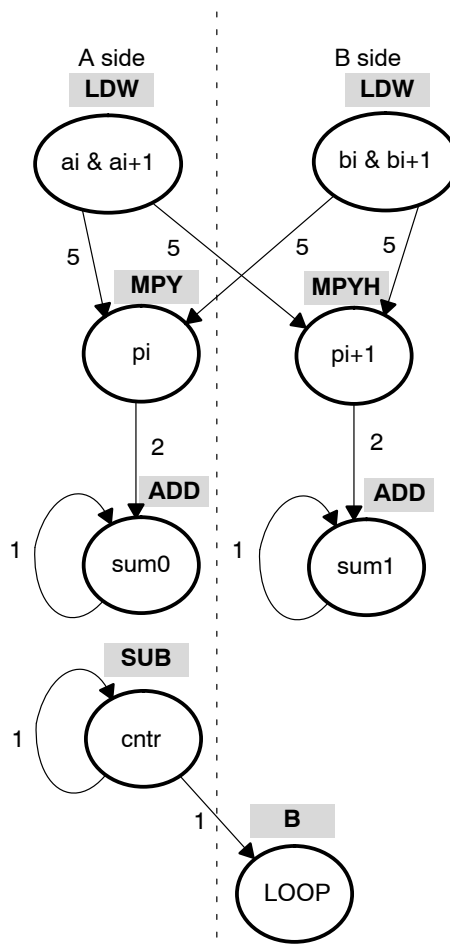 A side B side
LDW LDW
ai & ai+1 bi & bi+1
5 5 5 5
MPY MPYH
pi pi+1
2 2
ADD ADD
1 sum0 1 sum1
SUB
1 cntr
1 B
LOOP